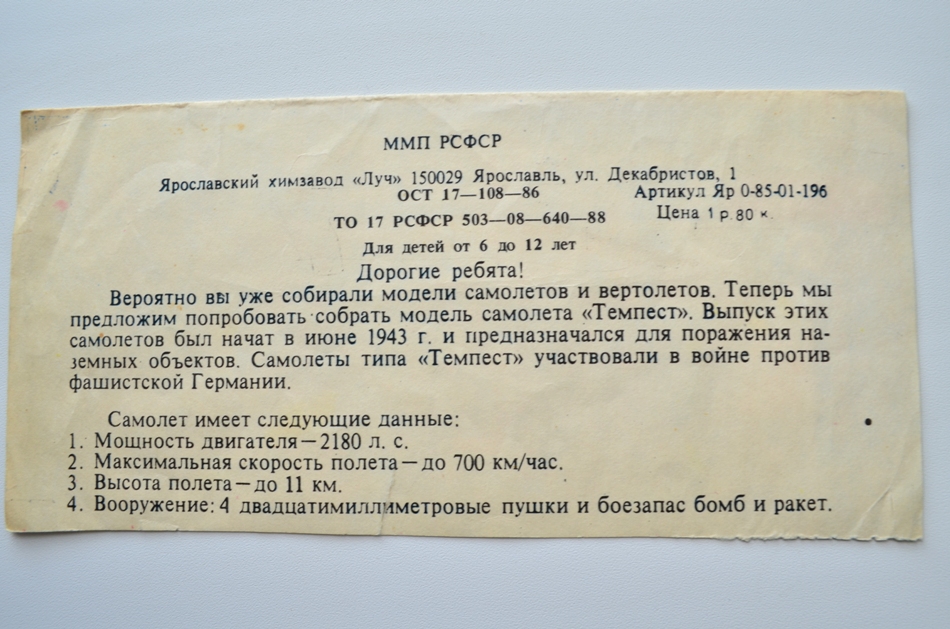 ММП РСФСР
Ярославский химзавод «Луч» 150029 Ярославль, ул. Декабристов, 1
ОСТ 17—108—86 Артикул Яр 0-85-01-196
ТО 17 РСФСР 503—08—640—88 Цена 1 р. 80 к.
Для детей от 6 до 12 лет
Дорогие ребята!
Вероятно вы уже собирали модели самолетов и вертолетов. Теперь мы
предложим попробовать собрать модель самолета «Темпест». Выпуск этих
самолетов был начат в июне 1943 г. и предназначался для поражения на-
земных объектов. Самолеты типа «Темпест» участвовали в войне против
фашистской Германии.
Самолет имеет следующие данные:
1. Мощность двигателя—2180 л. с.
2. Максимальная скорость полета—до 700 км/час.
3. Высота полета—до 11 км.
4. Вооружение: 4 двадцатимиллиметровые пушки и боезапас бомб и ракет.